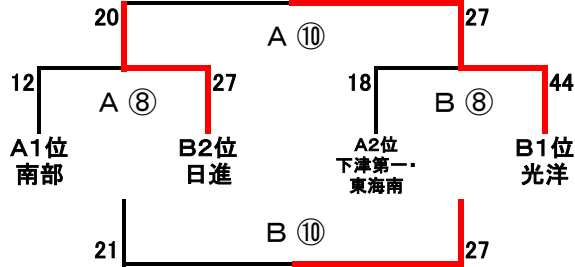 20 27
A ⑩
12 27 18 44
A ⑧ B ⑧
A1位 B2位 A2位 B1位
南部 日進 下津第一・ 光洋
東海南
B ⑩
21 27